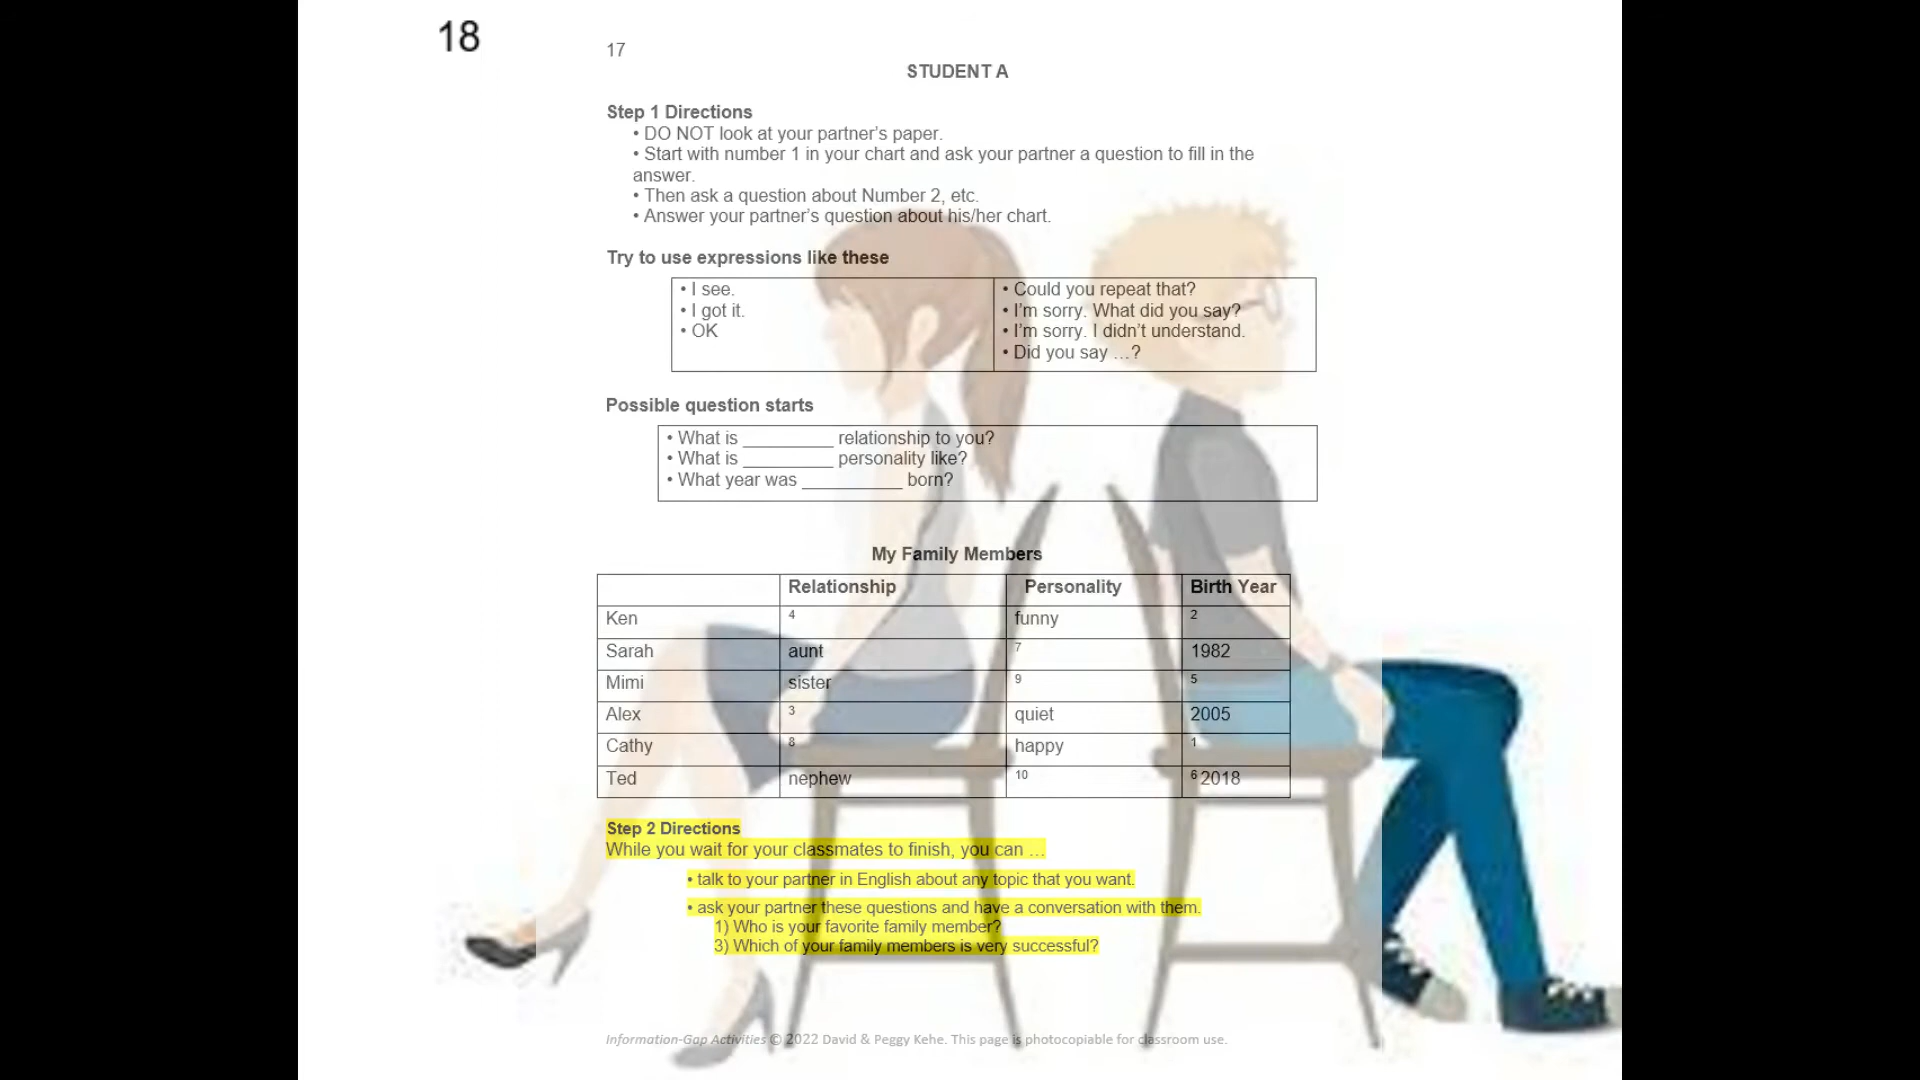 18
17
STUDENT A
Step 1 Directions
• DO NOT look at your partner's paper.
• Start with number 1 in your chart and ask your partner a question to fill in the
answer.
• Then ask a question about Number 2, etc.
• Answer your partner's question about his/her chart.
Try to use expressions like these
• I see.
• I got it.
• OK
• Could you repeat that?
• I'm sorry. What did you say?
• I'm sorry. I didn't understand.
• Did you say …?
Possible question starts
• What is _________ relationship to you?
• What is _________ personality like?
• What year was __________ born?
My Family Members
Relationship Personality Birth Year
Ken 4 funny 2
Sarah aunt 7 1982
Mimi sister 9 5
Alex 3 quiet 2005
Cathy 8 happy 1
Ted nephew 10 6 2018
Step 2 Directions
While you wait for your classmates to finish, you can …
• talk to your partner in English about any topic that you want.
• ask your partner these questions and have a conversation with them.
1) Who is your favorite family member?
3) Which of your family members is very successful?
Information-Gap Activities © 2022 David & Peggy Kehe. This page is photocopiable for classroom use.